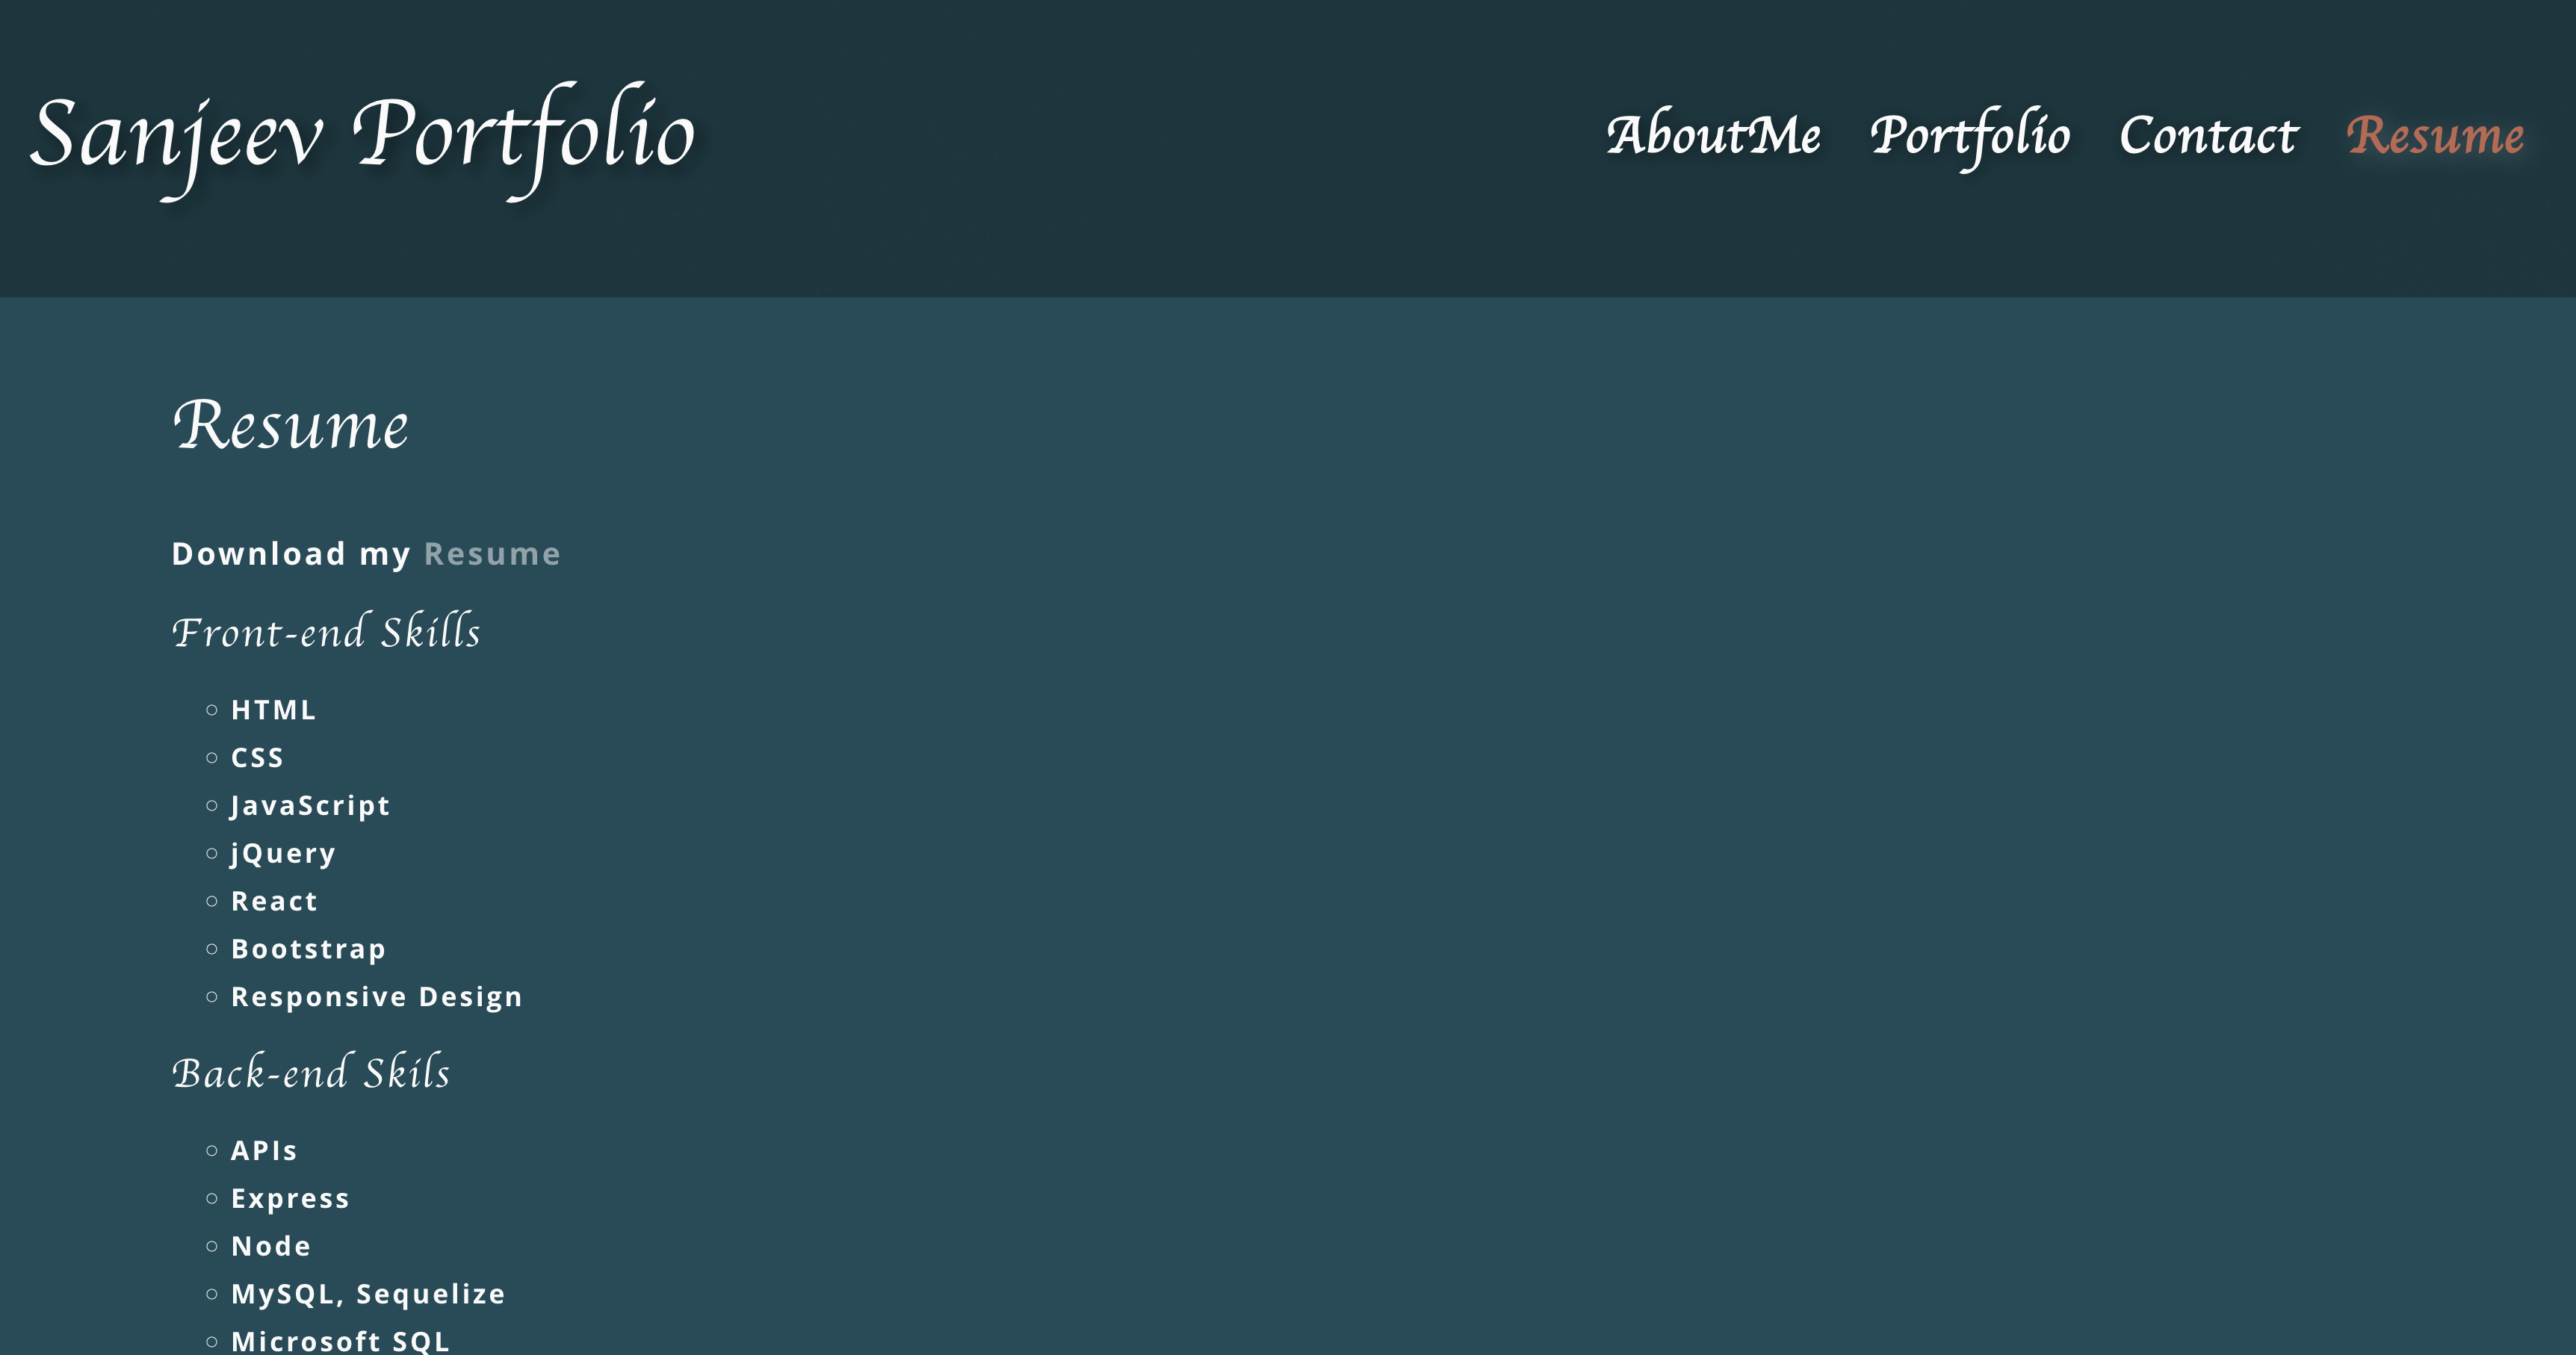 Sanjeev Portfolio
AboutMe Portfolio Contact Resume
Resume
Download my Resume
Front-end Skills
HTML
CSS
JavaScript
jQuery
React
Bootstrap
Responsive Design
Back-end Skils
APIs
Express
Node
MySQL, Sequelize
Microsoft SQL